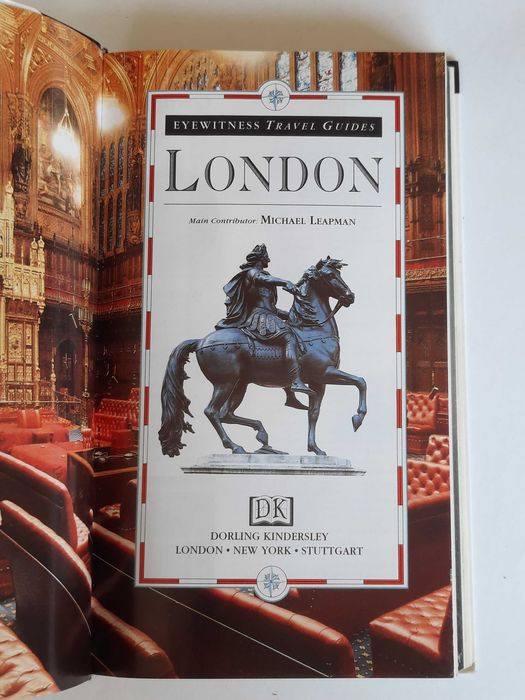 EYEWITNESS TRAVEL GUIDES
LONDON
Main Contributor: MICHAEL LEAPMAN
DK
DORLING KINDERSLEY
LONDON • NEW YORK • STUTTGART